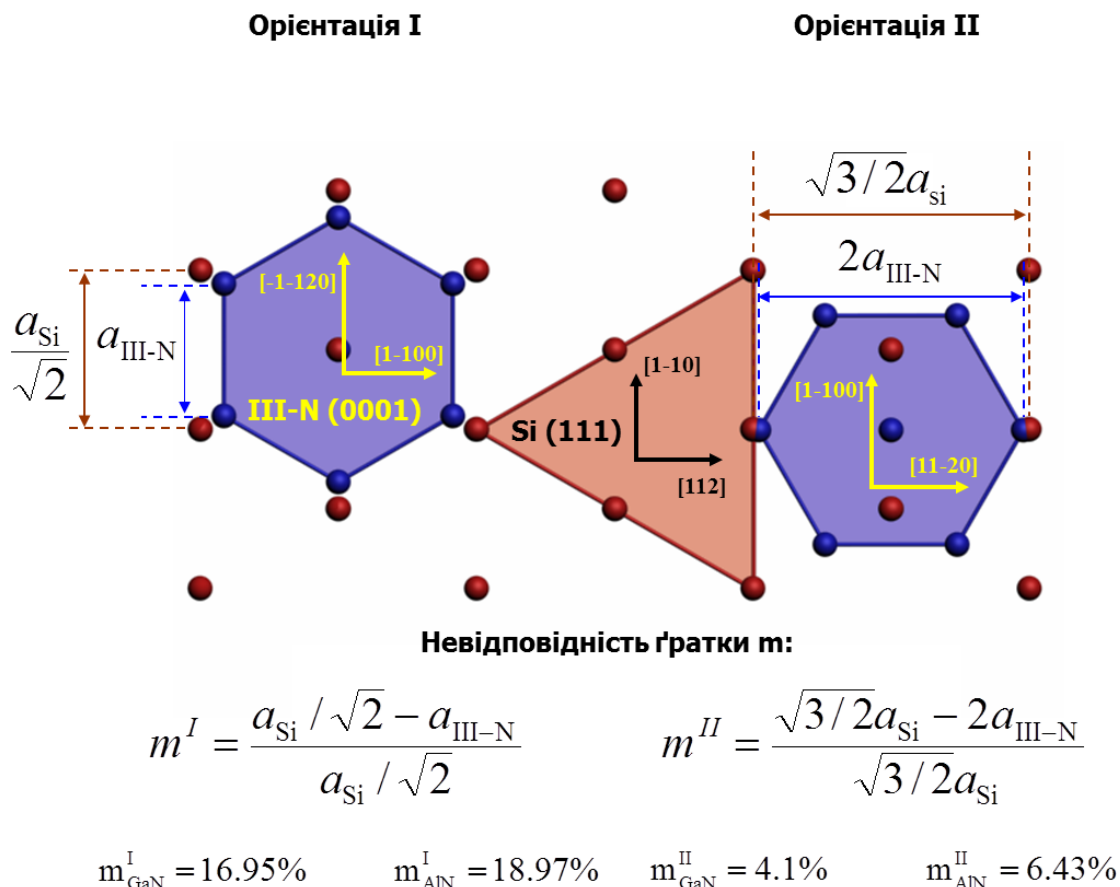 Орієнтація I
Орієнтація II
√3/2 a_si
2a_III-N
[-1-120]
a_Si/√2
a_III-N
[1-100]
III-N (0001)
[1-10]
Si (111)
[112]
[1-100]
[11-20]
Невідповідність ґратки m:
m^I = (a_Si / √2 − a_III–N) / (a_Si / √2)
m^II = (√3/2 a_Si − 2a_III–N) / (√3/2 a_Si)
m^I_GaN = 16.95%
m^I_AlN = 18.97%
m^II_GaN = 4.1%
m^II_AlN = 6.43%